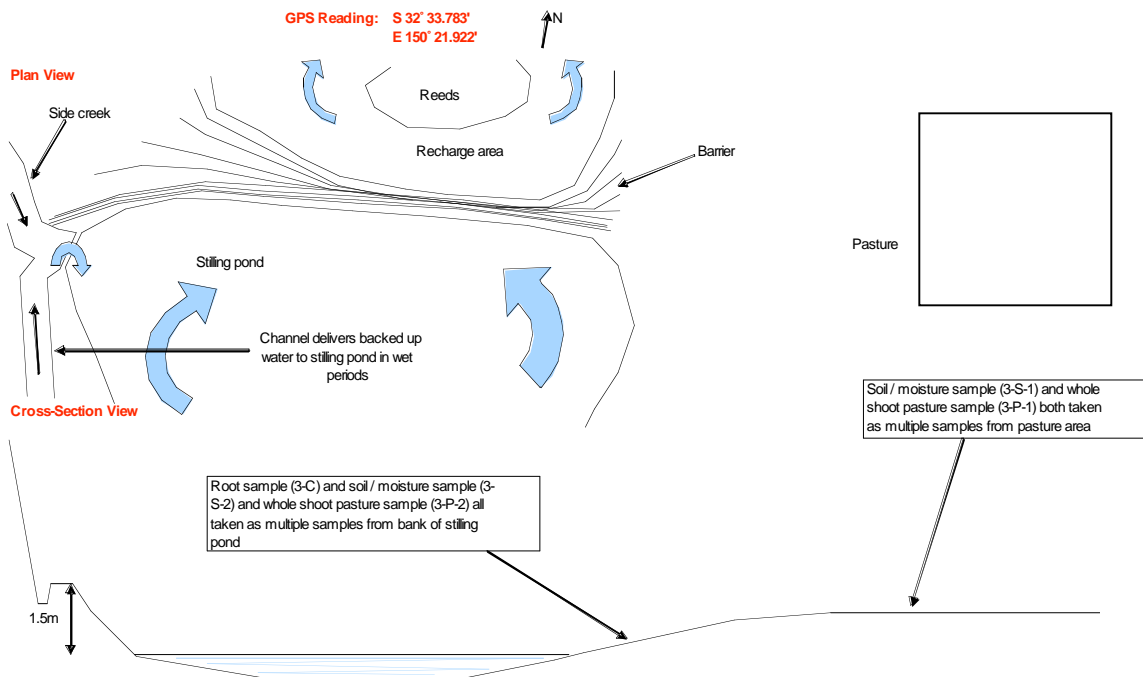 GPS Reading: S 32° 33.783'
E 150° 21.922'
N
Plan View
Side creek
Reeds
Recharge area
Barrier
Pasture
Stilling pond
Channel delivers backed up
water to stilling pond in wet
periods
Cross-Section View
Soil / moisture sample (3-S-1) and whole
shoot pasture sample (3-P-1) both taken
as multiple samples from pasture area
Root sample (3-C) and soil / moisture sample (3-
S-2) and whole shoot pasture sample (3-P-2) all
taken as multiple samples from bank of stilling
pond
1.5m